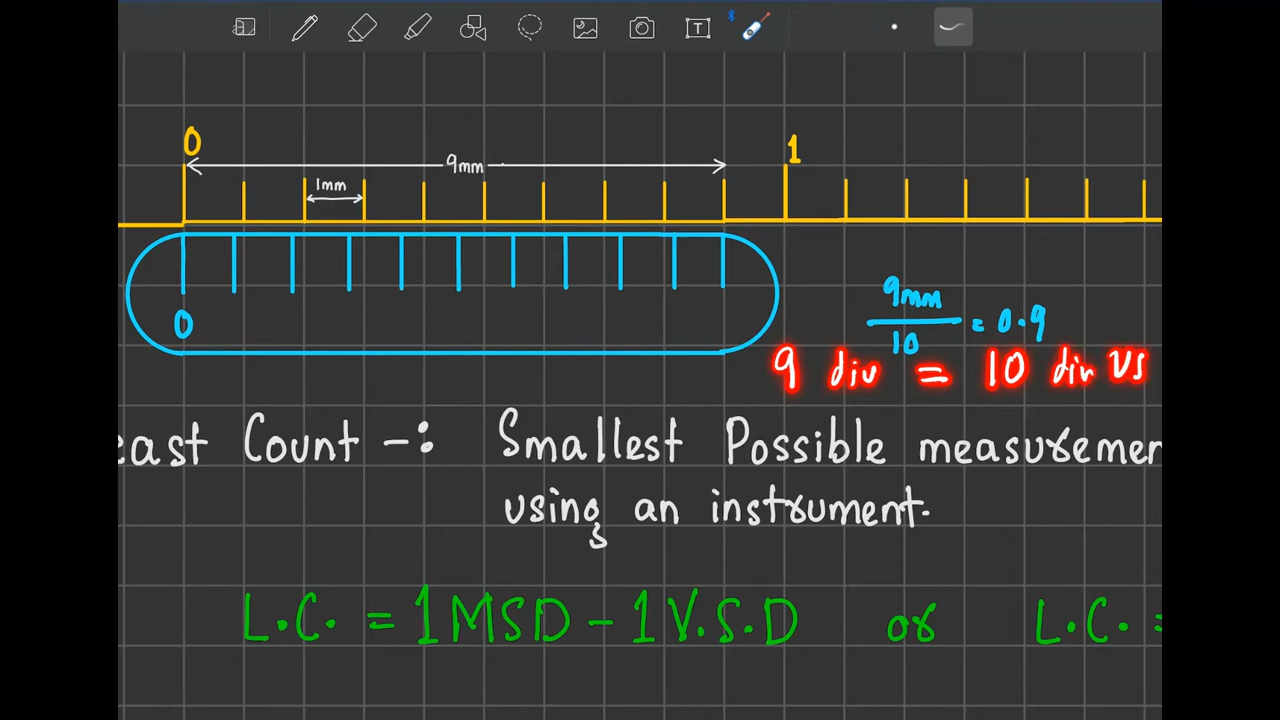 0 1
9mm
1mm
0
9mm
10
= 0.9
9 div = 10 div VS
east Count -: Smallest Possible measuremen
using an instrument.
L.C. = 1 MSD - 1 V.S.D or L.C. =